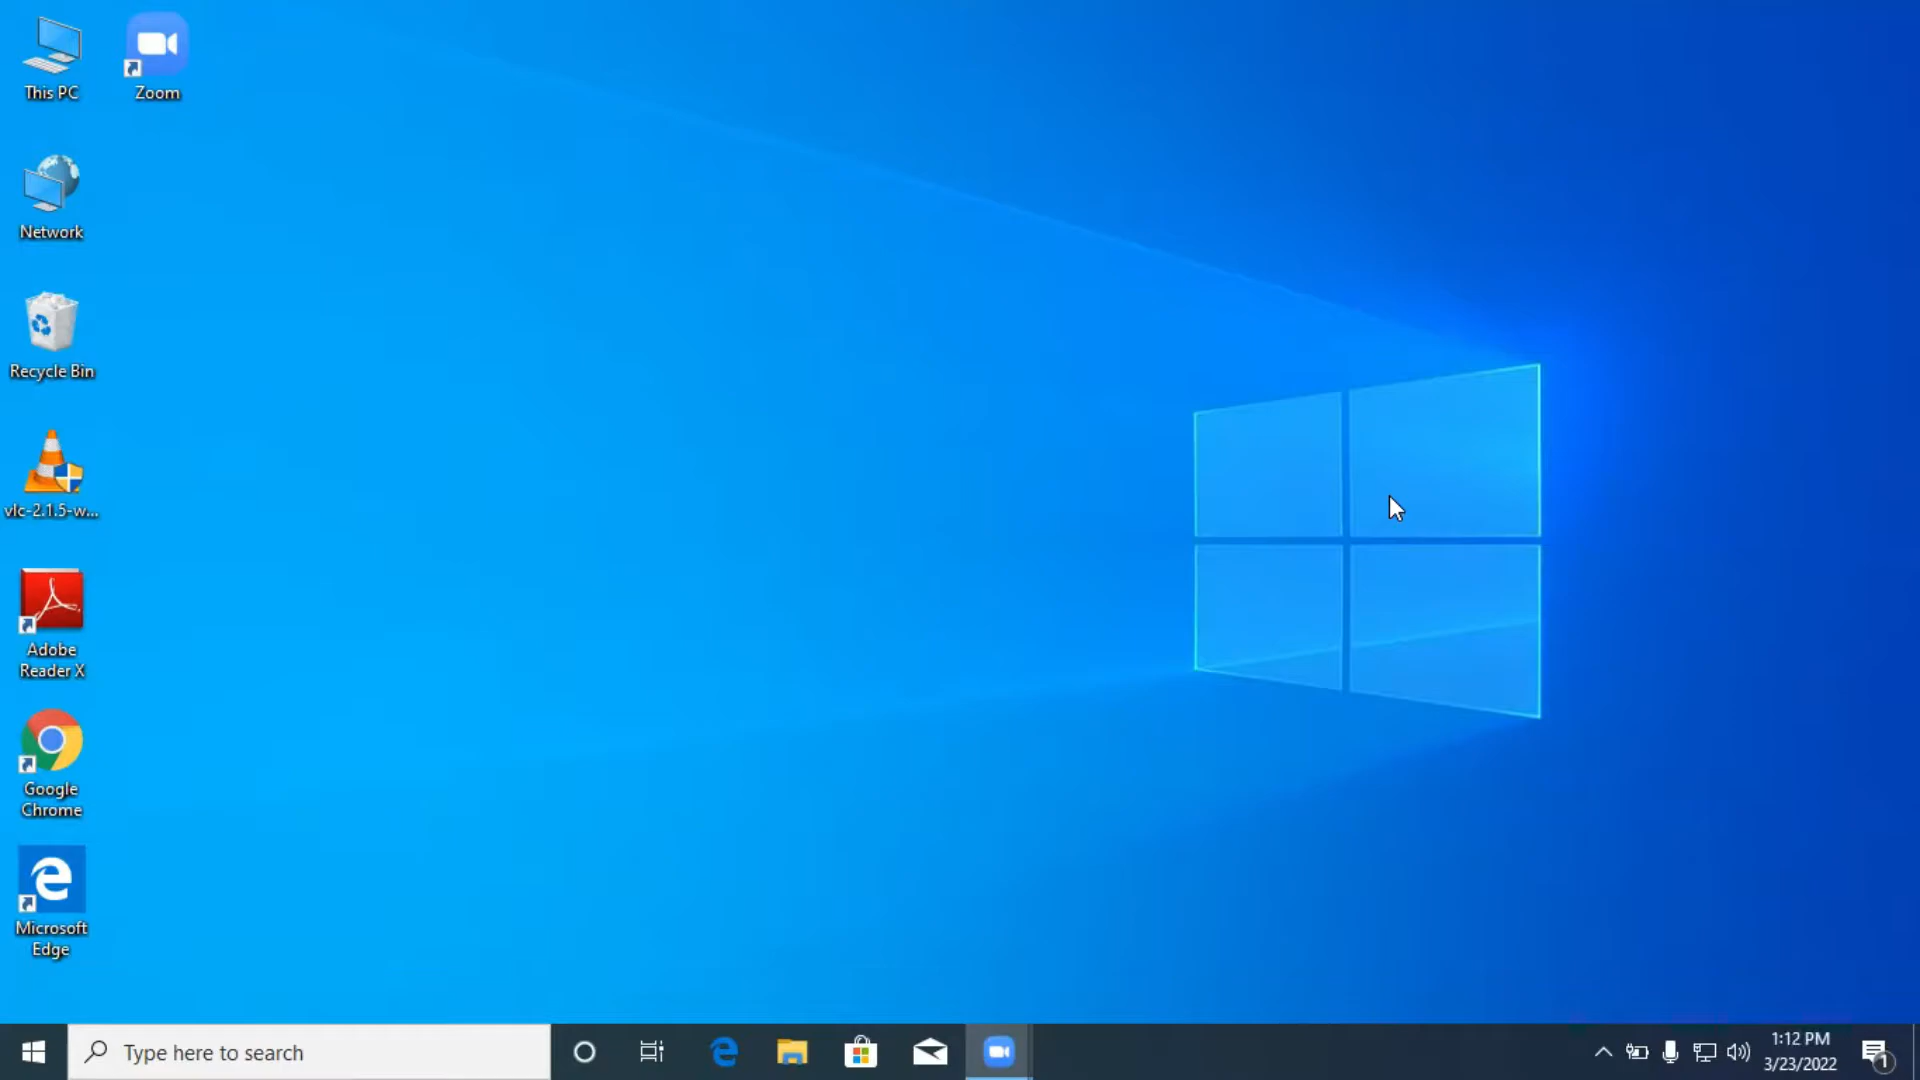 This PC
Zoom
Network
Recycle Bin
vlc-2.1.5-w...
Adobe
Reader X
Google
Chrome
Microsoft
Edge
Type here to search
1:12 PM
3/23/2022
1